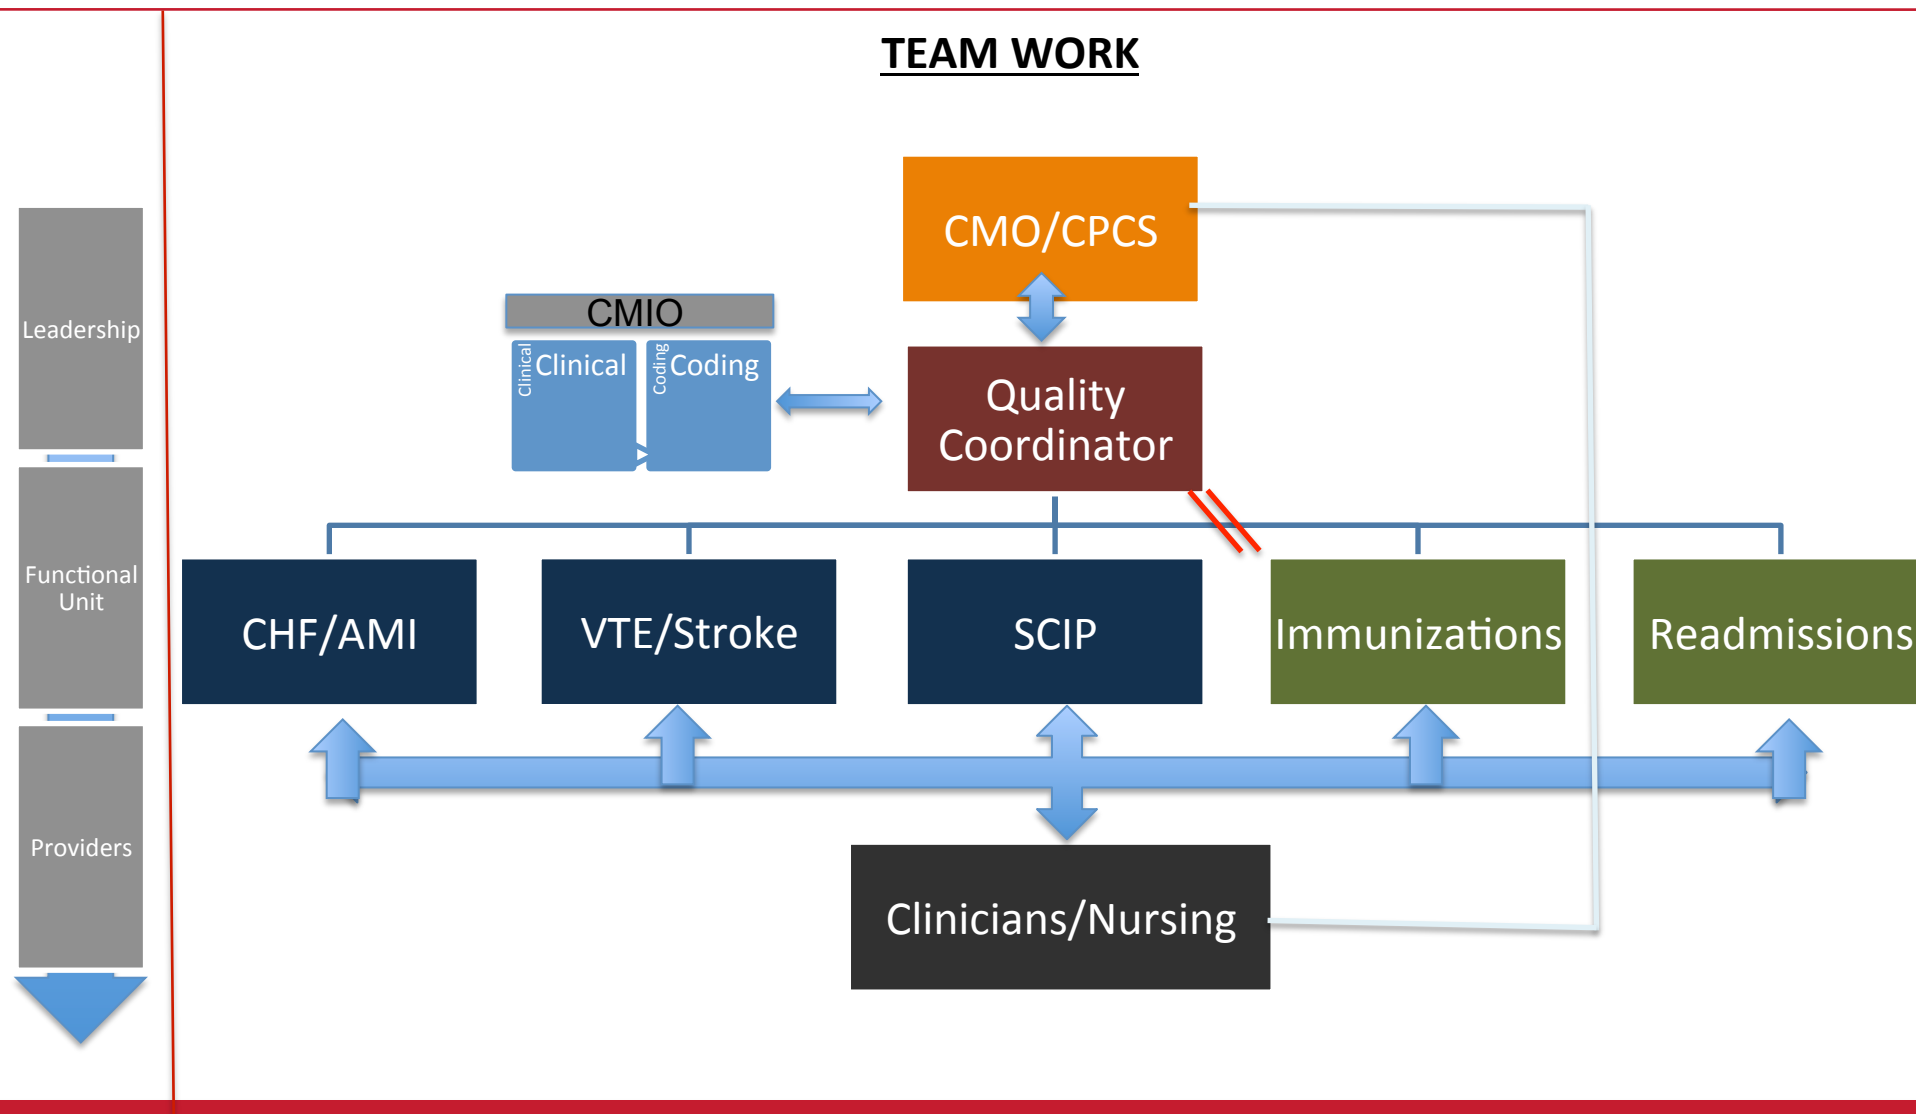 TEAM WORK
Leadership
Functional
Unit
Providers
CMO/CPCS
CMIO
Clinical
Clinical
Coding
Coding
Quality
Coordinator
CHF/AMI
VTE/Stroke
SCIP
Immunizations
Readmissions
Clinicians/Nursing